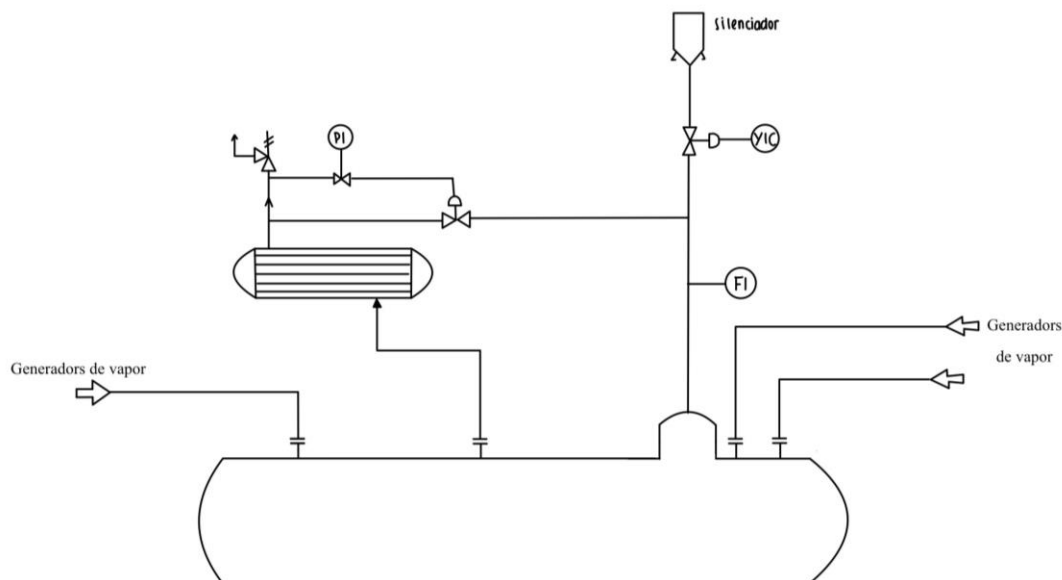 silenciador
PI
YIC
FI
Generadors
de vapor
Generadors de vapor